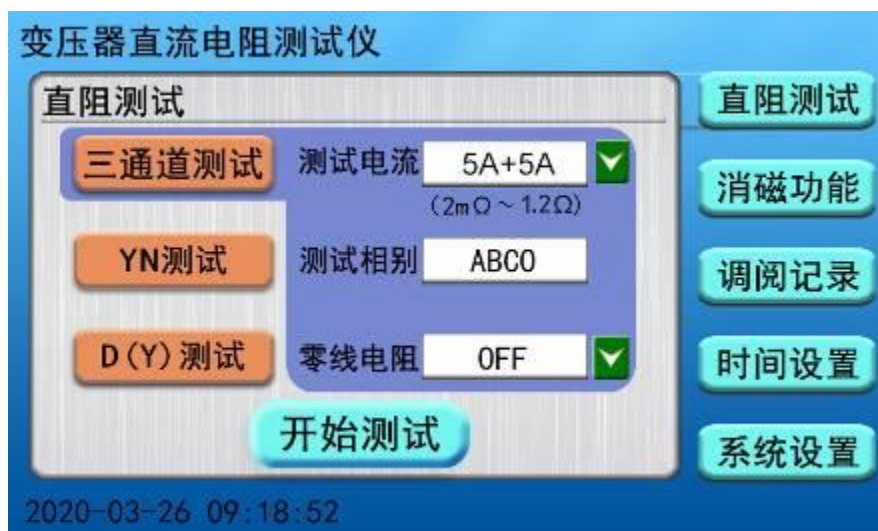 变压器直流电阻测试仪
直阻测试
三通道测试
测试电流
5A+5A
(2mΩ~1.2Ω)
YN测试
测试相别
ABC0
D(Y)测试
零线电阻
OFF
开始测试
直阻测试
消磁功能
调阅记录
时间设置
系统设置
2020-03-26 09:18:52